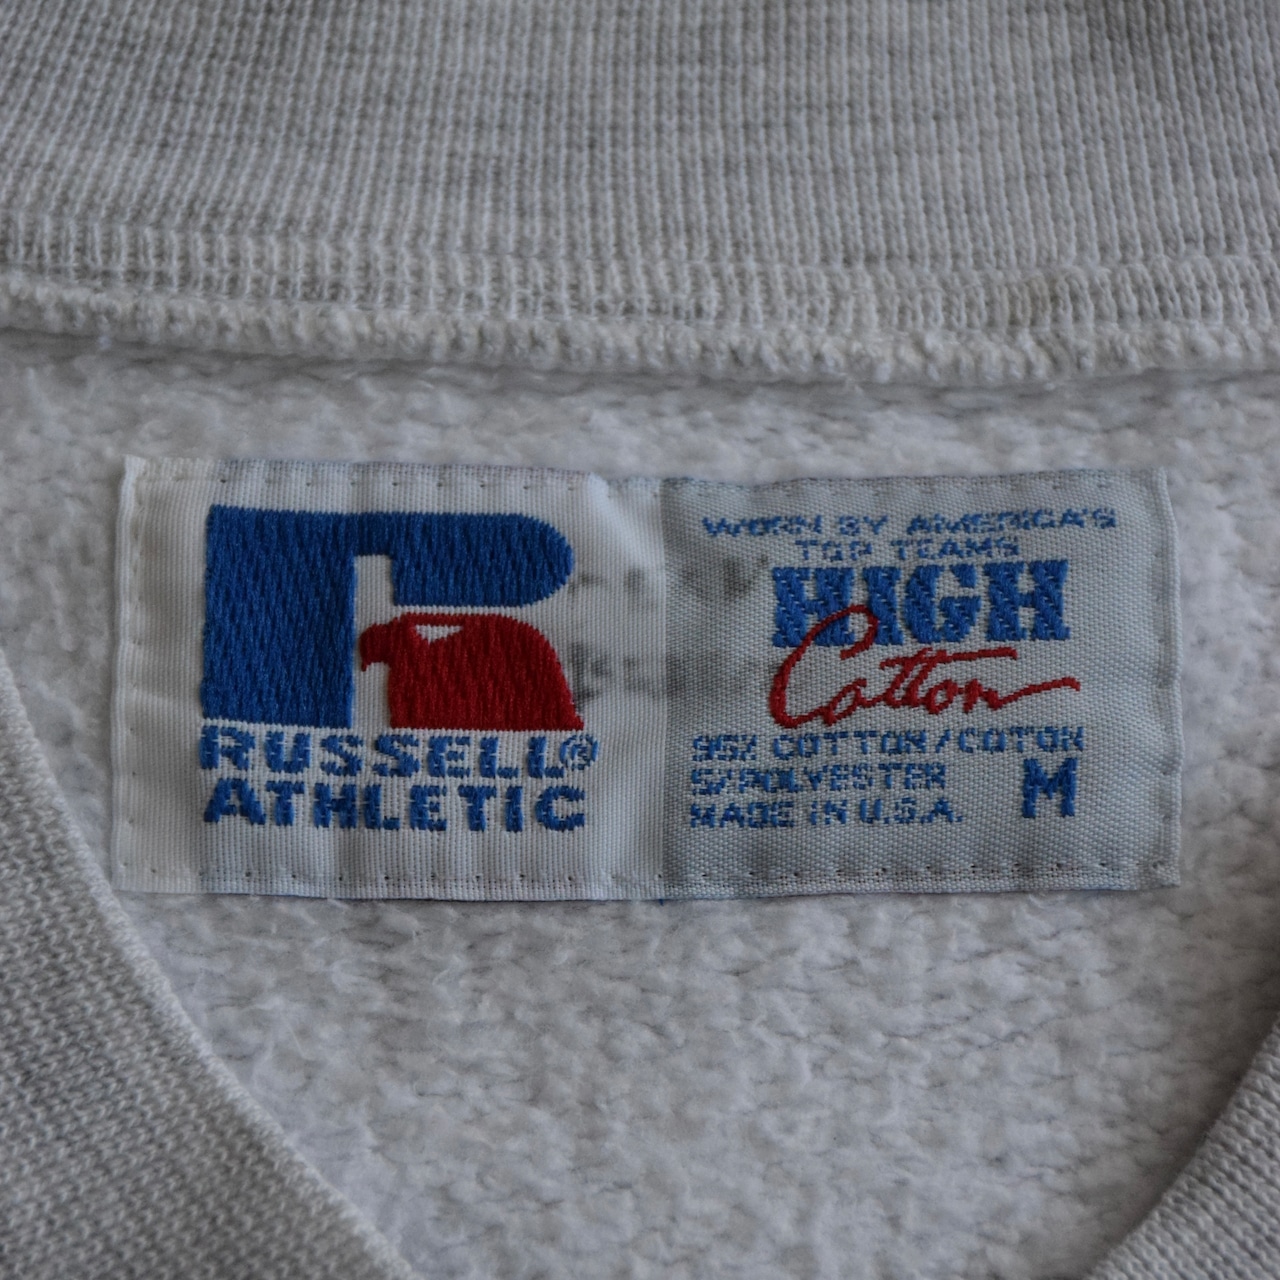 RUSSELL®
ATHLETIC
WORN BY AMERICA'S
TOP TEAMS
HIGH
Cotton
95% COTTON/COTON
5/POLYESTER
MADE IN U.S.A.
M